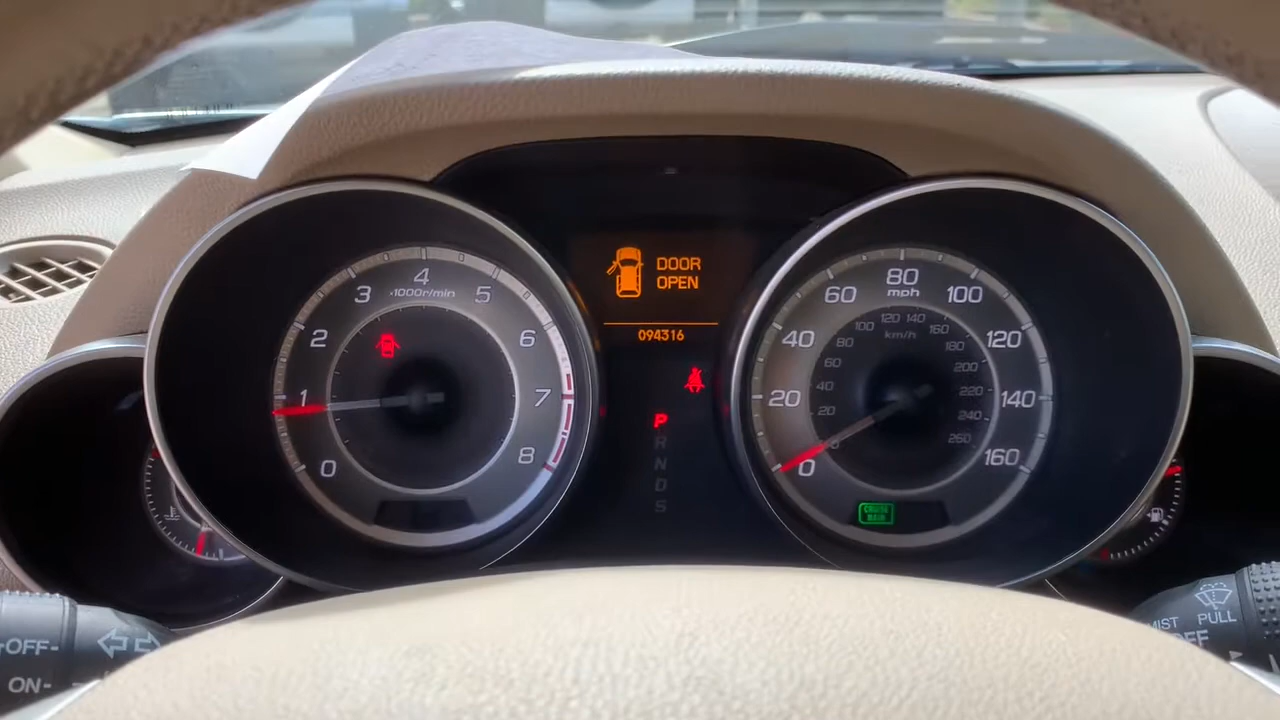 4
×1000r/min
3
5
2
6
1
7
0
8
DOOR
OPEN
094316
P
R
N
D
S
80
mph
60
100
40
120
20
140
0
160
120 140
100
160
km/h
80
180
60
200
40
220
20
240
0
260
CRUISE
MAIN
OFF-
ON-
MIST
PULL
OFF